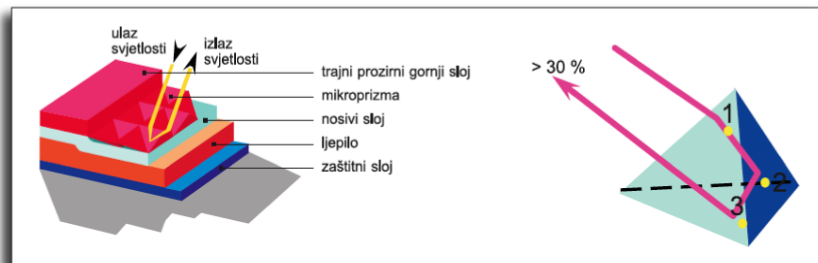 ulaz
svjetlosti
izlaz
svjetlosti
trajni prozirni gornji sloj
mikroprizma
nosivi sloj
ljepilo
zaštitni sloj
> 30 %
1
2
3